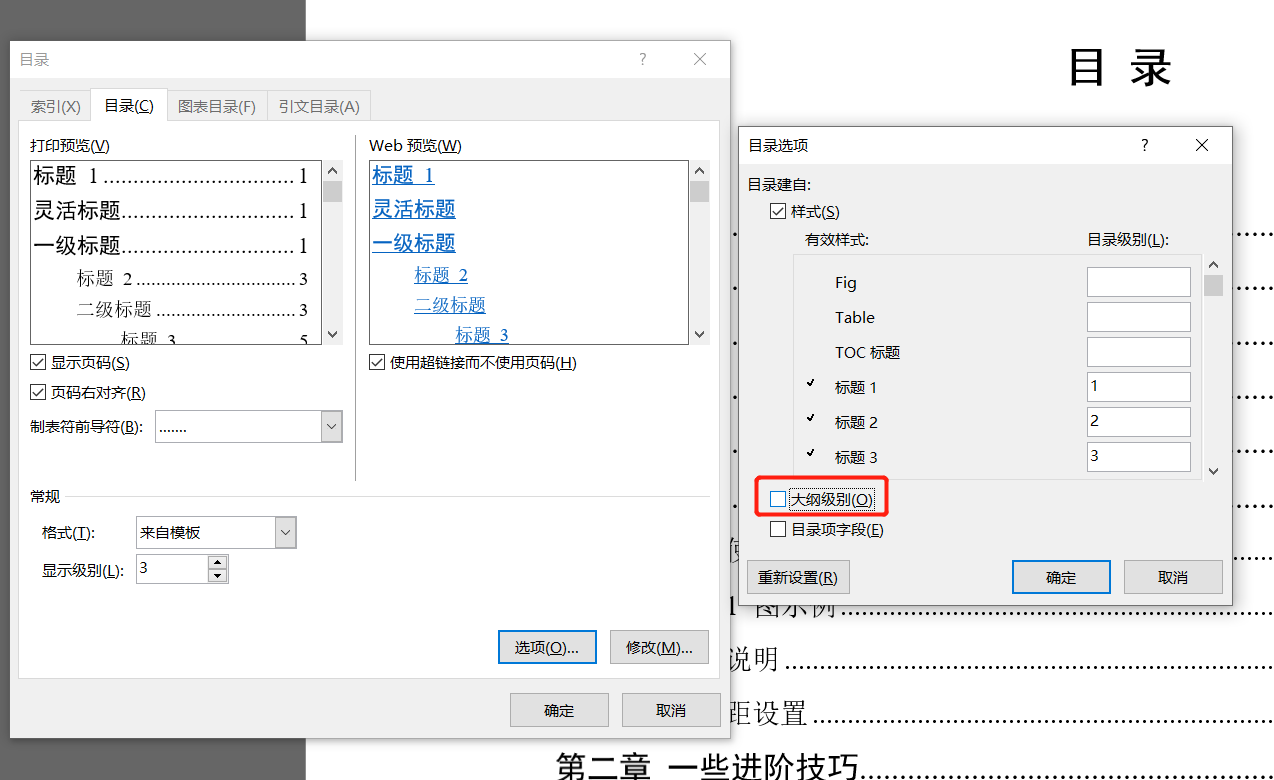 目 录
目录
?
索引(X) 目录(C) 图表目录(F) 引文目录(A)
打印预览(V)
标题 1 ................................ 1
灵活标题............................. 1
一级标题............................. 1
标题 2 ................................ 3
二级标题 ............................ 3
标题 3 5
Web 预览(W)
标题 1
灵活标题
一级标题
标题 2
二级标题
标题 3
显示页码(S)
使用超链接而不使用页码(H)
页码右对齐(R)
制表符前导符(B): .......
常规
格式(T): 来自模板
显示级别(L): 3
选项(O)... 修改(M)...
确定 取消
目录选项
?
目录建自:
样式(S)
有效样式: 目录级别(L):
Fig
Table
TOC 标题
标题 1 1
标题 2 2
标题 3 3
大纲级别(O)
目录项字段(E)
重新设置(R) 确定 取消
1 图示例................................
说明................................
距设置................................
第二章 一些进阶技巧................................